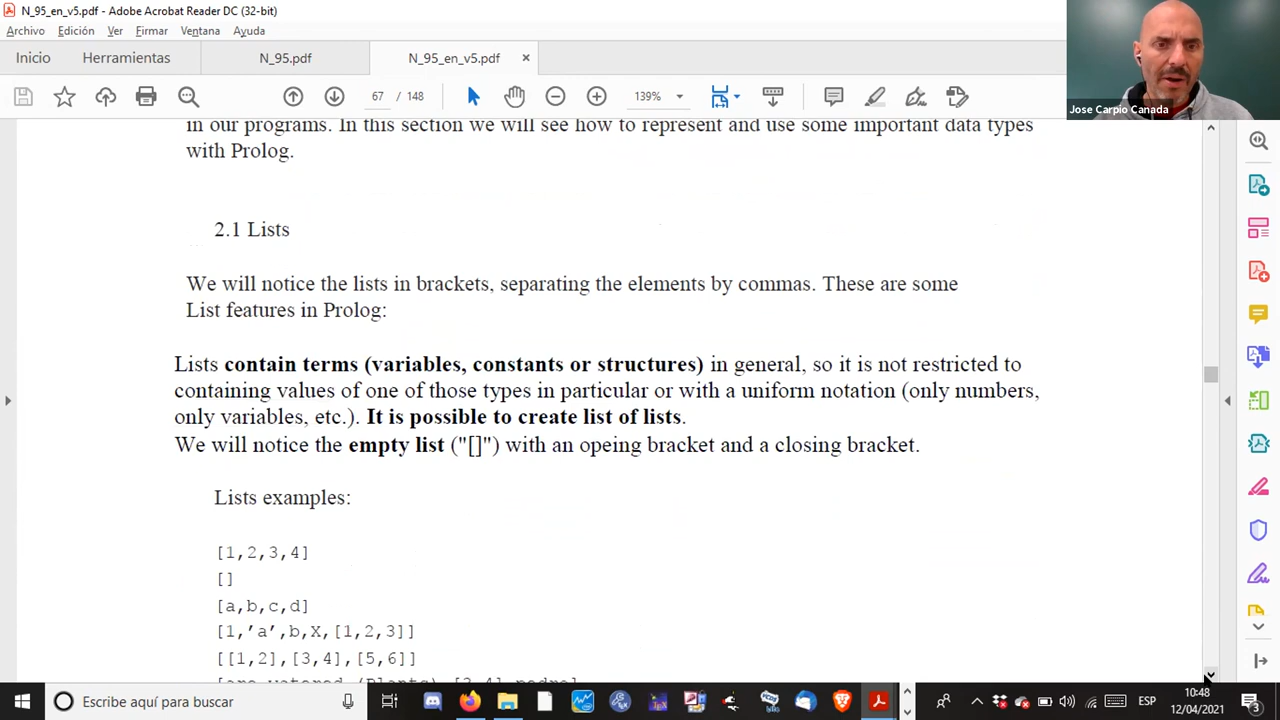 N_95_en_v5.pdf - Adobe Acrobat Reader DC (32-bit)
Archivo Edición Ver Firmar Ventana Ayuda
Inicio Herramientas N_95.pdf N_95_en_v5.pdf ×
67 / 148 139%
Jose Carpio Canada
in our programs. In this section we will see how to represent and use some important data types
with Prolog.
2.1 Lists
We will notice the lists in brackets, separating the elements by commas. These are some
List features in Prolog:
Lists contain terms (variables, constants or structures) in general, so it is not restricted to
containing values of one of those types in particular or with a uniform notation (only numbers,
only variables, etc.). It is possible to create list of lists.
We will notice the empty list ("[]") with an opeing bracket and a closing bracket.
Lists examples:
[1,2,3,4]
[]
[a,b,c,d]
[1,’a’,b,X,[1,2,3]]
[[1,2],[3,4],[5,6]]
Escribe aquí para buscar
ESP
10:48
12/04/2021
3